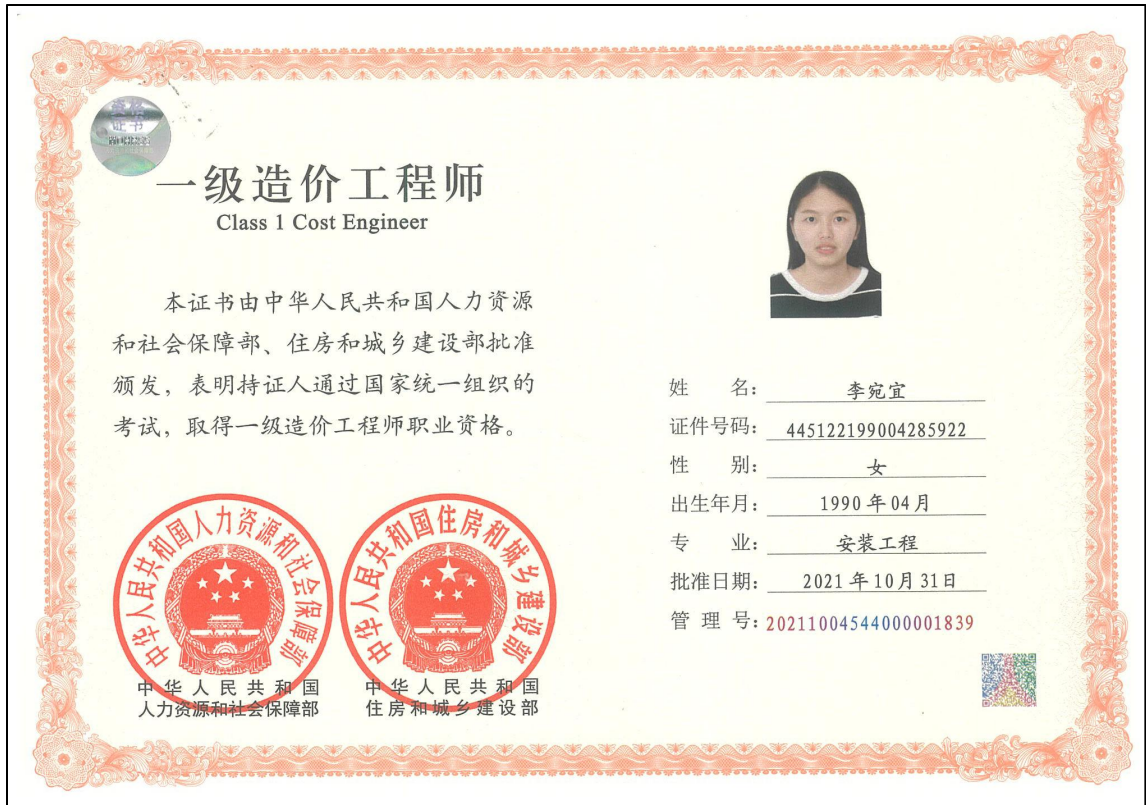 资格
证书
一级造价工程师
Class 1 Cost Engineer
本证书由中华人民共和国人力资源
和社会保障部、住房和城乡建设部批准
颁发，表明持证人通过国家统一组织的
考试，取得一级造价工程师职业资格。
中华人民共和国人力资源和社会保障部
中华人民共和国
人力资源和社会保障部
中华人民共和国住房和城乡建设部
中华人民共和国
住房和城乡建设部
姓 名：李宛宜
证件号码：445122199004285922
性 别：女
出生年月：1990年04月
专 业：安装工程
批准日期：2021年10月31日
管 理 号：20211004544000001839